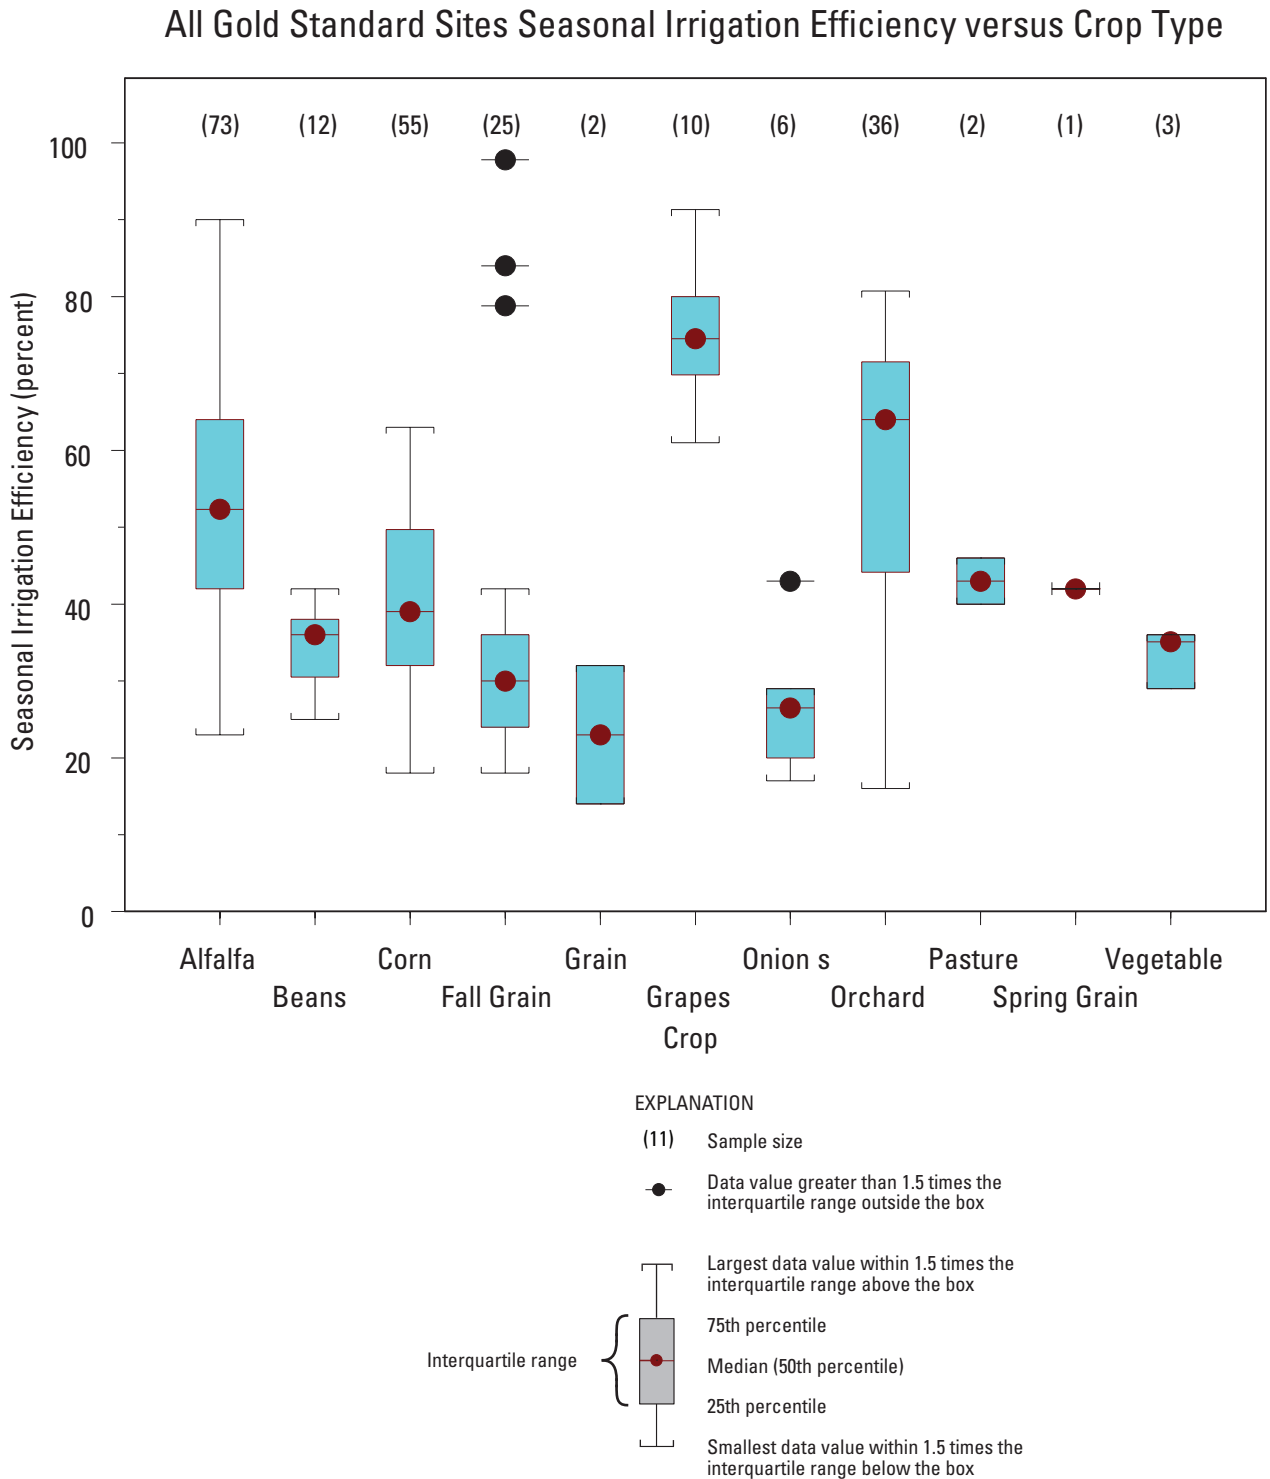 All Gold Standard Sites Seasonal Irrigation Efficiency versus Crop Type
(73) (12) (55) (25) (2) (10) (6) (36) (2) (1) (3)
100
80
60
40
20
0
Seasonal Irrigation Efficiency (percent)
Alfalfa Corn Grain Onion s Pasture Vegetable
Beans Fall Grain Grapes Orchard Spring Grain
Crop
EXPLANATION
(11) Sample size
Data value greater than 1.5 times the
interquartile range outside the box
Largest data value within 1.5 times the
interquartile range above the box
75th percentile
Interquartile range
Median (50th percentile)
25th percentile
Smallest data value within 1.5 times the
interquartile range below the box